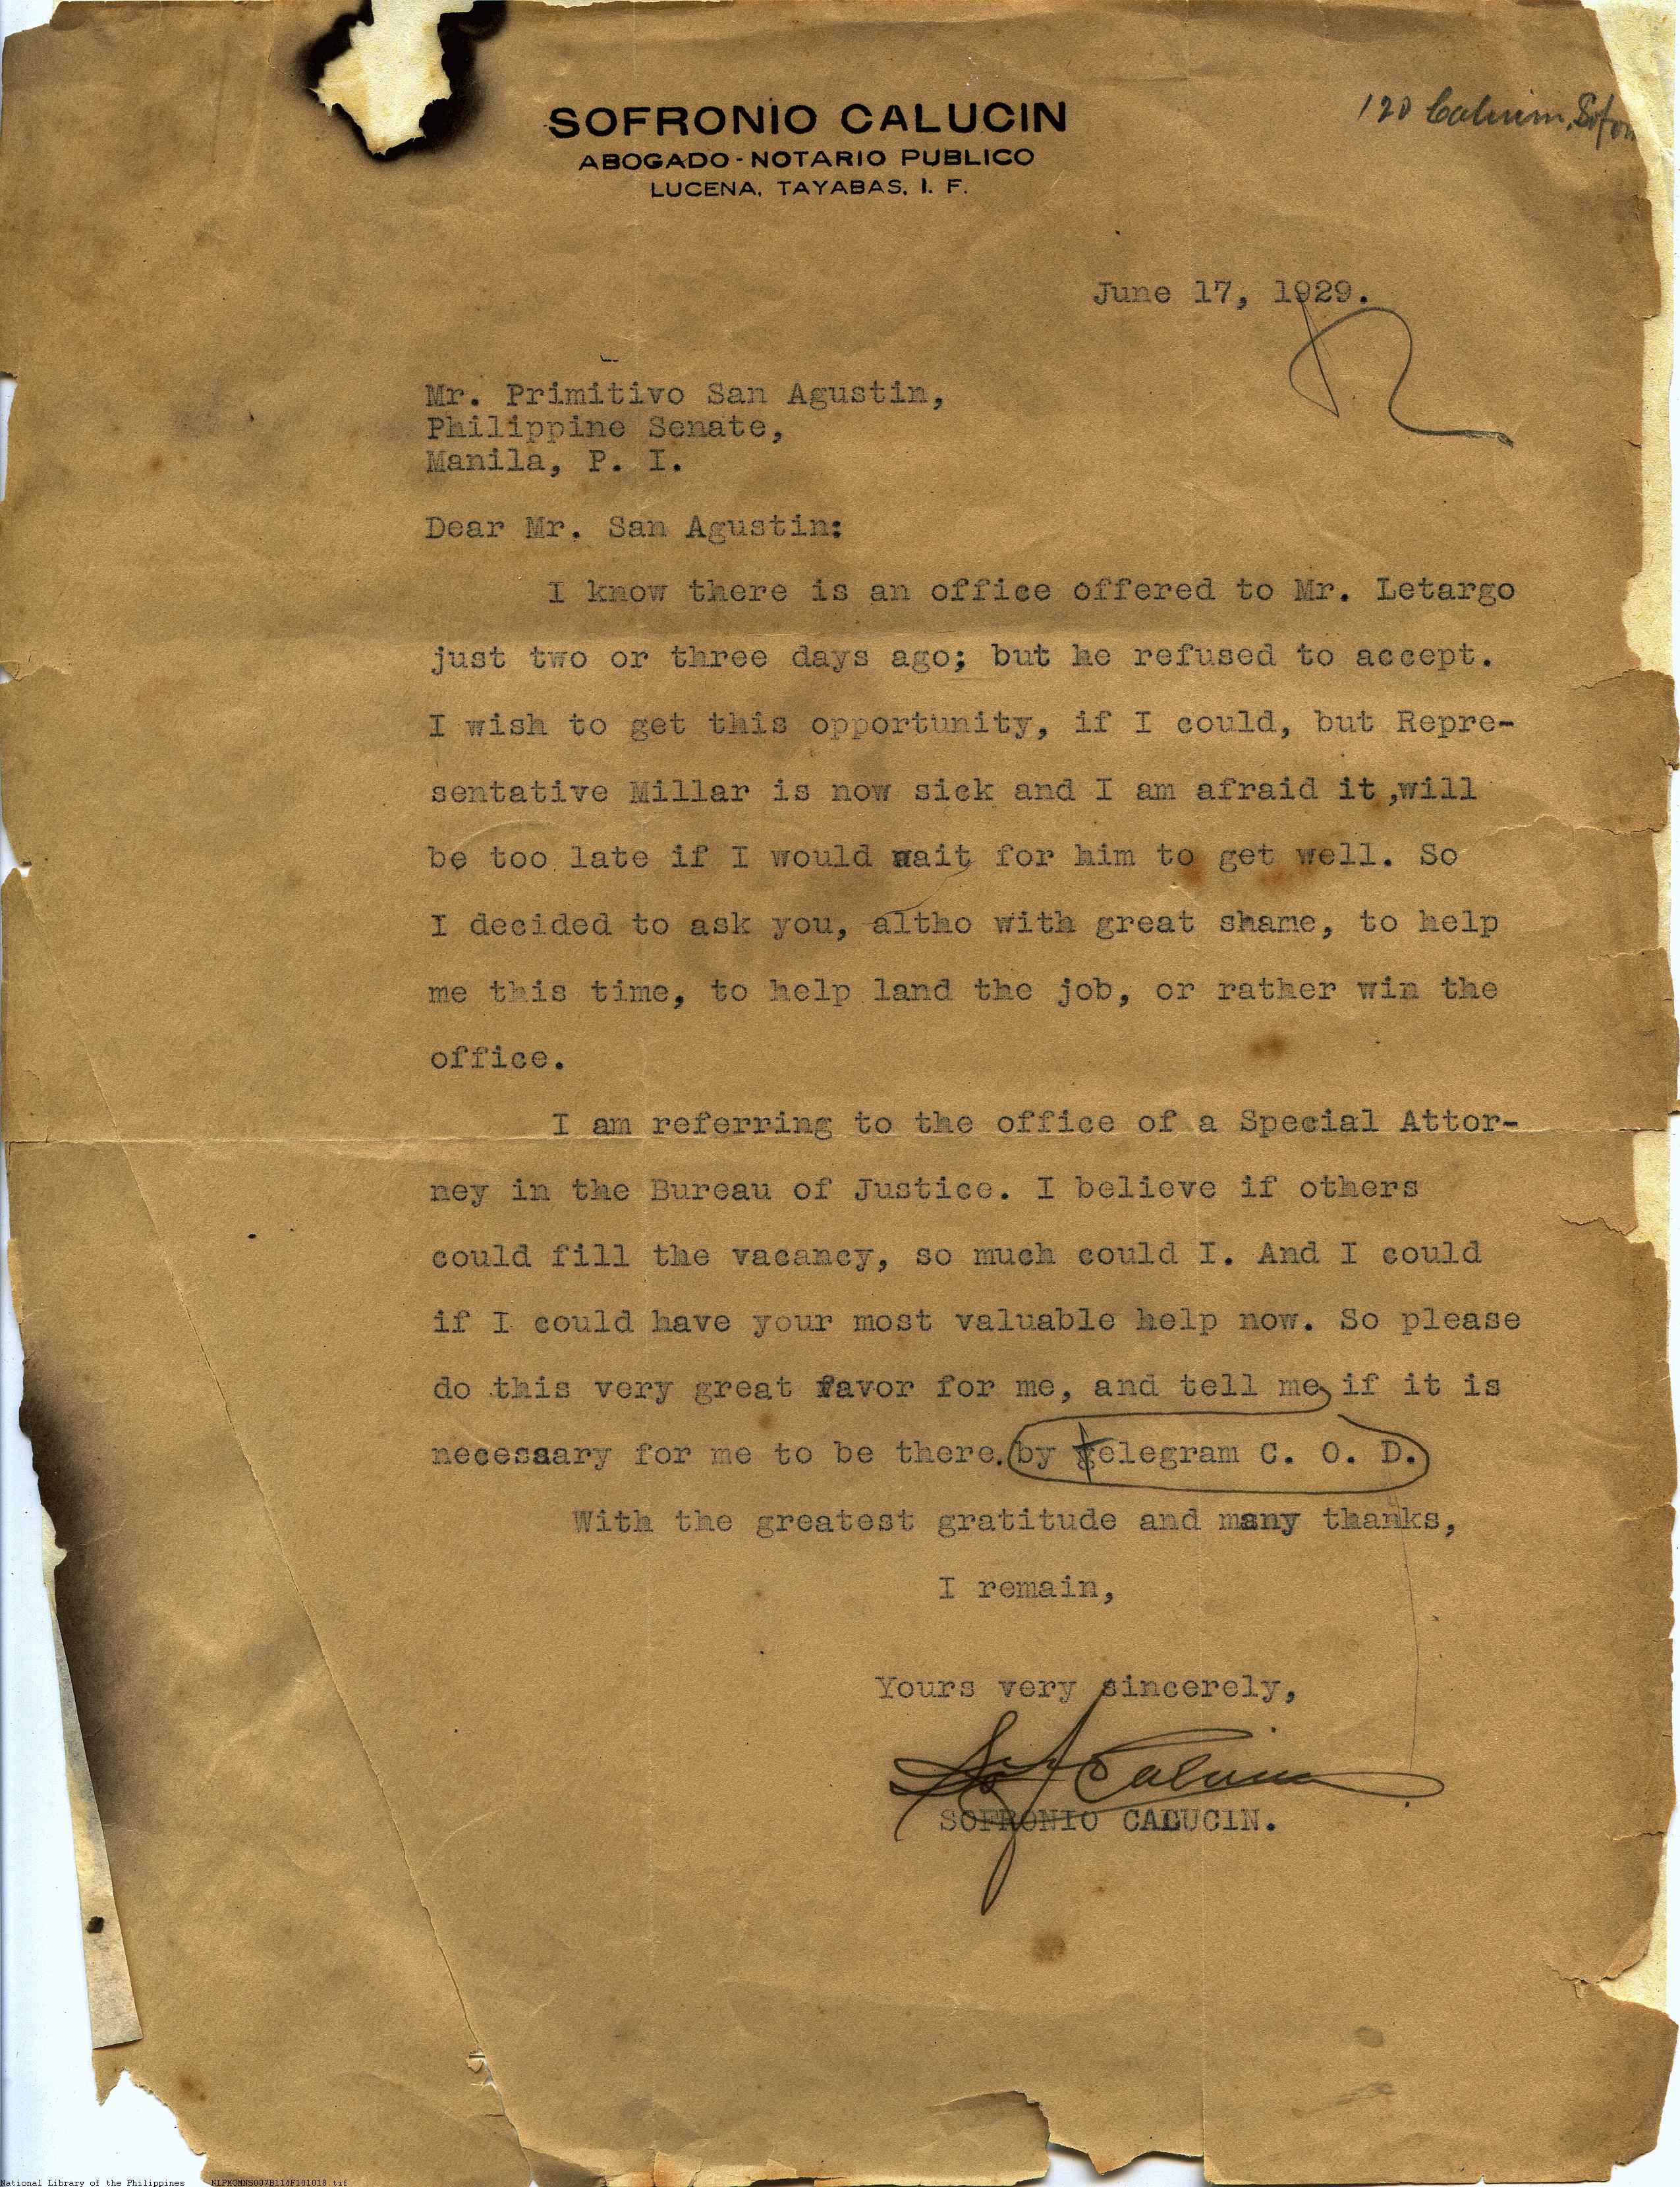 SOFRONIO CALUCIN
ABOGADO - NOTARIO PUBLICO
LUCENA, TAYABAS, I. F.
120 Calucin, Sofron
June 17, 1929.
Mr. Primitivo San Agustin,
Philippine Senate,
Manila, P. I.
Dear Mr. San Agustin:
I know there is an office offered to Mr. Letargo
just two or three days ago; but he refused to accept.
I wish to get this opportunity, if I could, but Repre-
sentative Millar is now sick and I am afraid it,will
be too late if I would wait for him to get well. So
I decided to ask you, altho with great shame, to help
me this time, to help land the job, or rather win the
office.
I am referring to the office of a Special Attor-
ney in the Bureau of Justice. I believe if others
could fill the vacancy, so much could I. And I could
if I could have your most valuable help now. So please
do this very great favor for me, and tell me if it is
necessary for me to be there. by telegram C. O. D.
With the greatest gratitude and many thanks,
I remain,
Yours very sincerely,
Sof Calucin
SOFRONIO CALUCIN.
National Library of the Philippines NLPMQMNS007B114F101018.tif